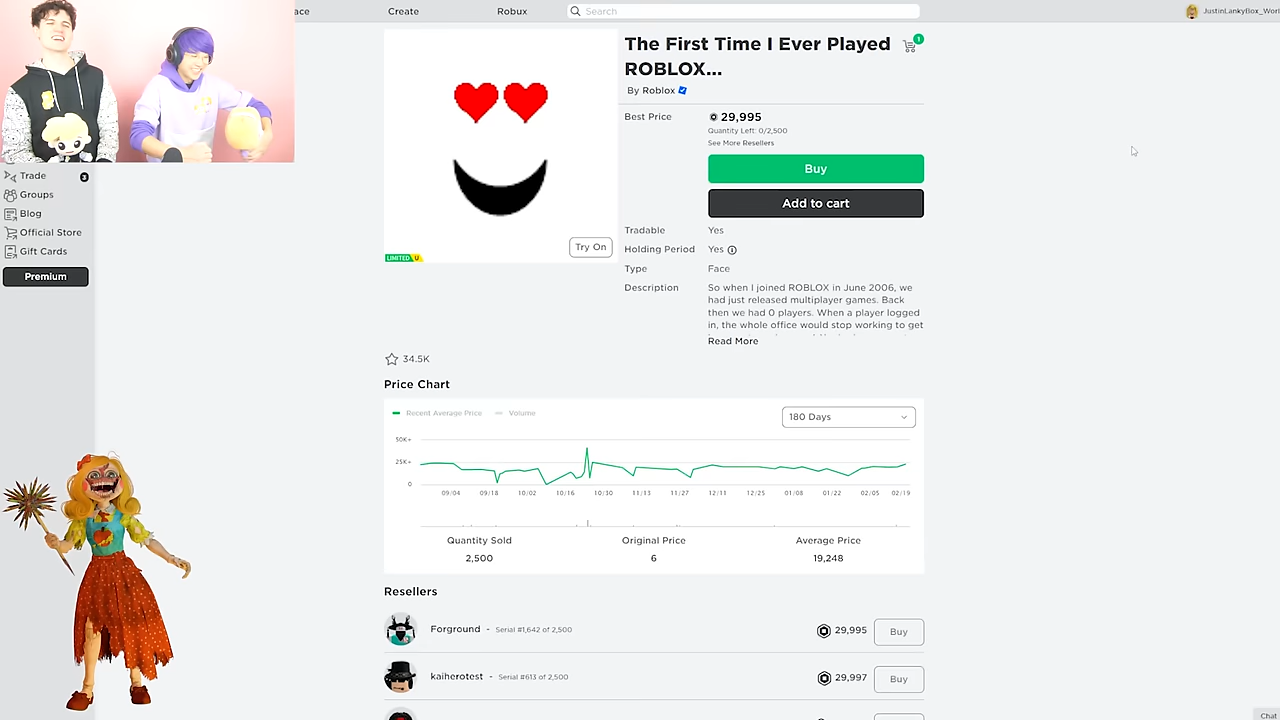 ace
Create
Robux
Search
JustinLankyBox_Worl
Trade
3
Groups
Blog
Official Store
Gift Cards
Premium
The First Time I Ever Played
ROBLOX...
1
By Roblox
Best Price
29,995
Quantity Left: 0/2,500
See More Resellers
Buy
Add to cart
Tradable
Yes
Holding Period
Yes
Type
Face
Description
So when I joined ROBLOX in June 2006, we
had just released multiplayer games. Back
then we had 0 players. When a player logged
in, the whole office would stop working to get
Read More
Try On
LIMITED U
34.5K
Price Chart
Recent Average Price
Volume
180 Days
50K+
25K+
0
09/04 09/18 10/02 10/16 10/30 11/13 11/27 12/11 12/25 01/08 01/22 02/05 02/19
Quantity Sold
Original Price
Average Price
2,500
6
19,248
Resellers
Forground - Serial #1,642 of 2,500
29,995
Buy
kaiherotest - Serial #613 of 2,500
29,997
Buy
Chat